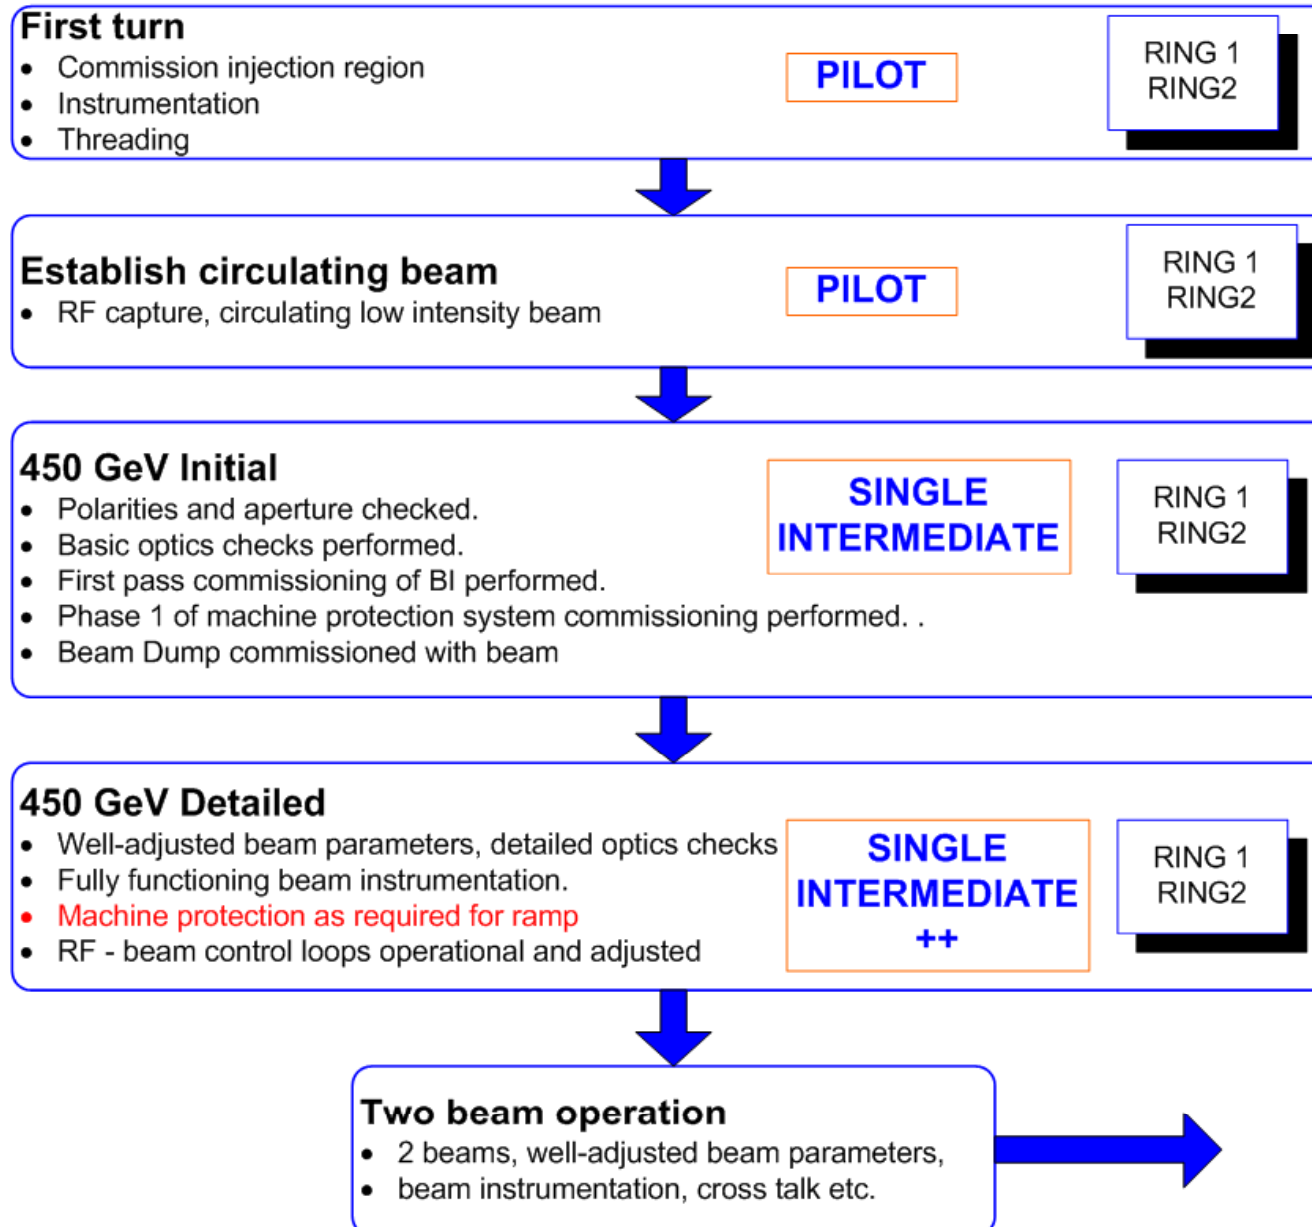 First turn
• Commission injection region
• Instrumentation
• Threading
PILOT
RING 1
RING2
Establish circulating beam
• RF capture, circulating low intensity beam
PILOT
RING 1
RING2
450 GeV Initial
• Polarities and aperture checked.
• Basic optics checks performed.
• First pass commissioning of BI performed.
• Phase 1 of machine protection system commissioning performed. .
• Beam Dump commissioned with beam
SINGLE
INTERMEDIATE
RING 1
RING2
450 GeV Detailed
• Well-adjusted beam parameters, detailed optics checks
• Fully functioning beam instrumentation.
• Machine protection as required for ramp
• RF - beam control loops operational and adjusted
SINGLE
INTERMEDIATE
++
RING 1
RING2
Two beam operation
• 2 beams, well-adjusted beam parameters,
• beam instrumentation, cross talk etc.